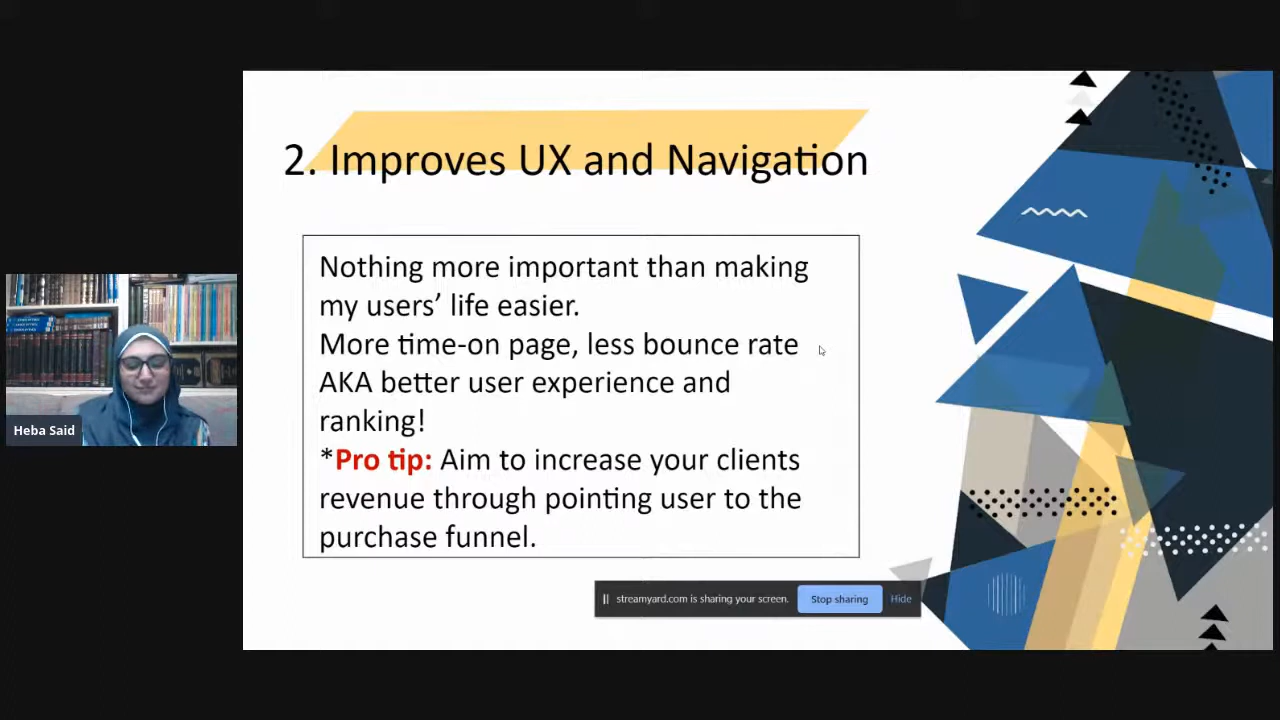 2. Improves UX and Navigation
Nothing more important than making
my users’ life easier.
More time-on page, less bounce rate
AKA better user experience and
ranking!
*Pro tip: Aim to increase your clients
revenue through pointing user to the
purchase funnel.
Heba Said
streamyard.com is sharing your screen.
Stop sharing
Hide